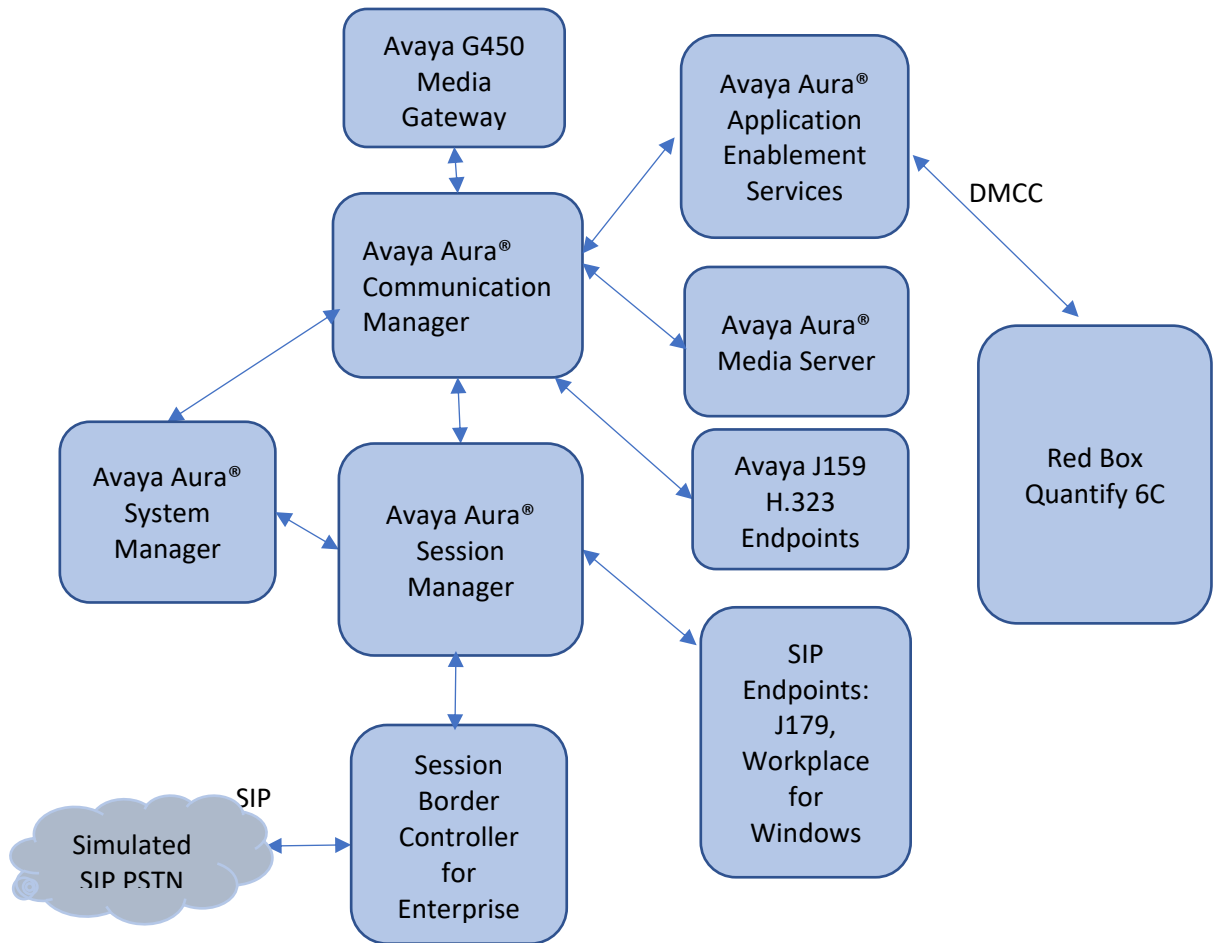 Avaya G450
Media
Gateway
Avaya Aura®
Application
Enablement
Services
DMCC
Avaya Aura®
Communication
Manager
Avaya Aura®
Media Server
Red Box
Quantify 6C
Avaya Aura®
System
Manager
Avaya Aura®
Session
Manager
Avaya J159
H.323
Endpoints
SIP
Endpoints:
J179,
Workplace
for
Windows
Session
Border
Controller
for
Enterprise
SIP
Simulated
SIP PSTN